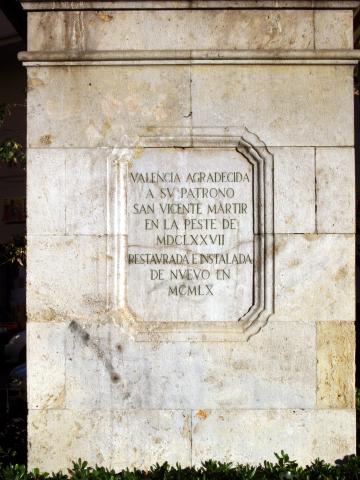 VALENCIA AGRADECIDA
A SV PATRONO
SAN VICENTE MARTIR
EN LA PESTE DE
MDCLXXVII
RESTAVRADA E INSTALADA
DE NVEVO EN
MCMLX